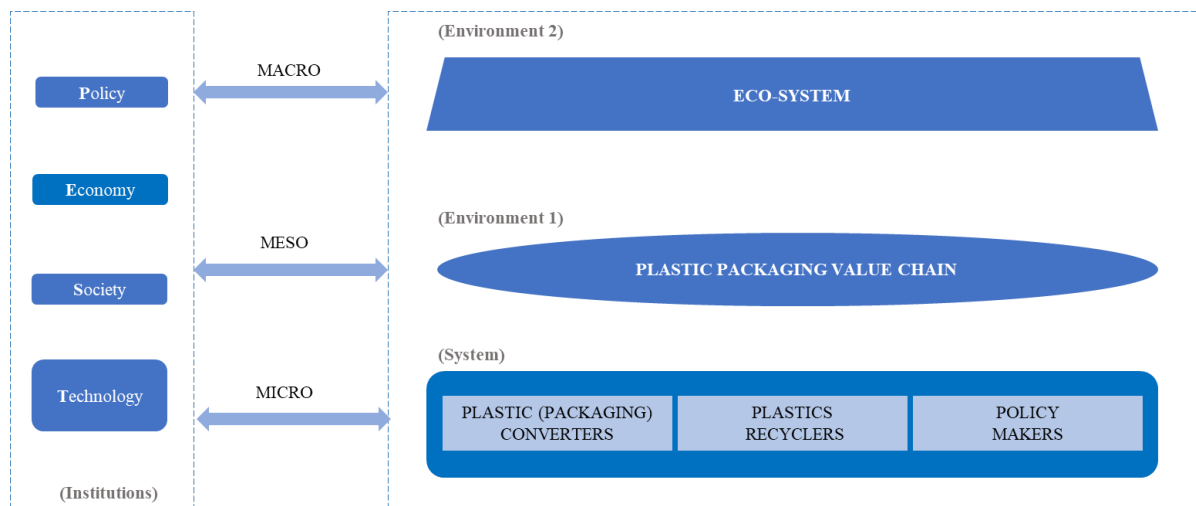 Policy
Economy
Society
Technology
(Institutions)
MACRO
MESO
MICRO
(Environment 2)
ECO-SYSTEM
(Environment 1)
PLASTIC PACKAGING VALUE CHAIN
(System)
PLASTIC (PACKAGING)
CONVERTERS
PLASTICS
RECYCLERS
POLICY
MAKERS